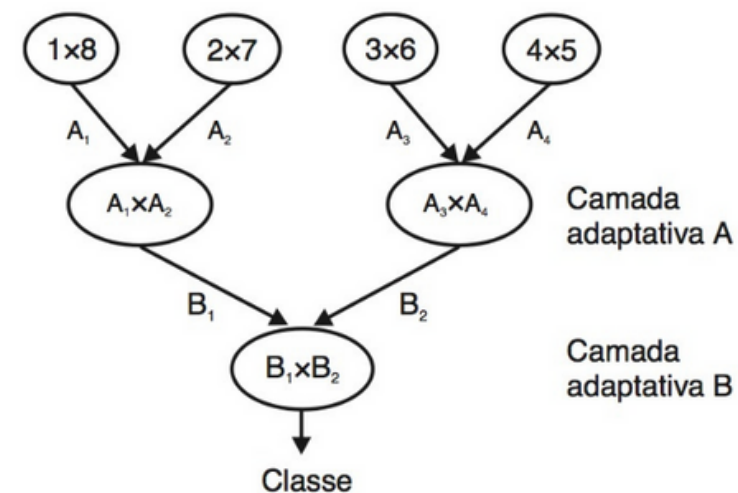 1×8
2×7
3×6
4×5
A₁
A₂
A₃
A₄
A₁×A₂
A₃×A₄
Camada
adaptativa A
B₁
B₂
B₁×B₂
Camada
adaptativa B
Classe